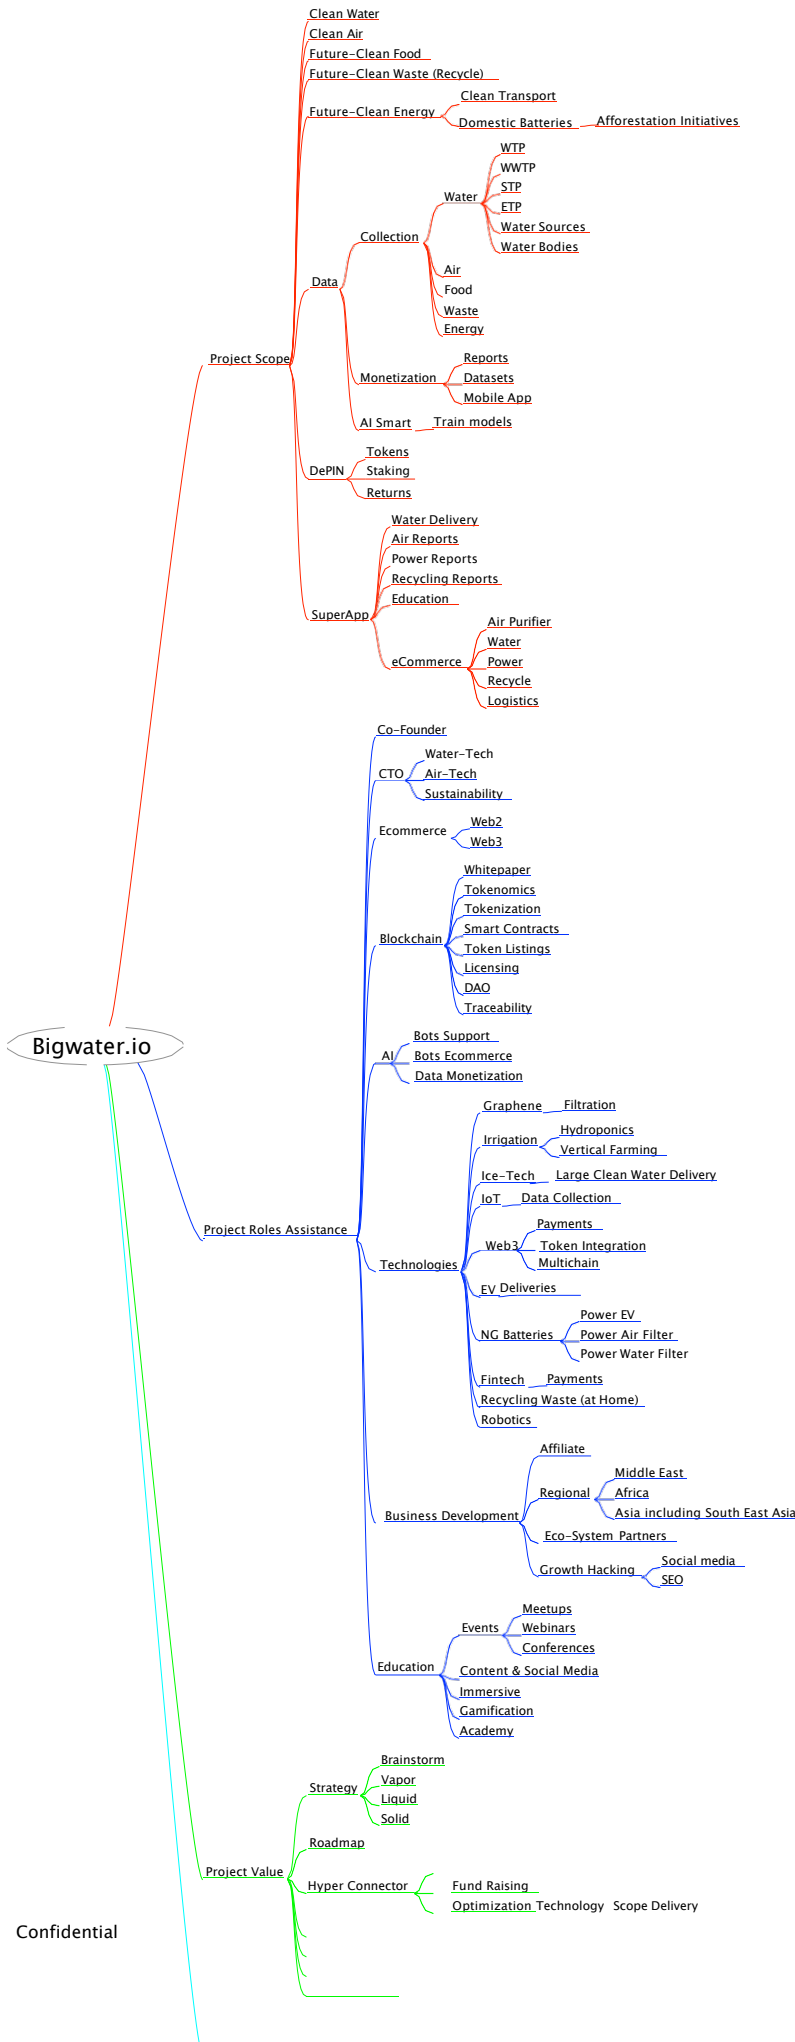 Clean Water
Clean Air
Future-Clean Food
Future-Clean Waste (Recycle)
Future-Clean Energy
Clean Transport
Domestic Batteries
Afforestation Initiatives
WTP
WWTP
STP
ETP
Water Sources
Water Bodies
Water
Collection
Air
Food
Waste
Energy
Data
Project Scope
Monetization
Reports
Datasets
Mobile App
AI Smart
Train models
DePIN
Tokens
Staking
Returns
SuperApp
Water Delivery
Air Reports
Power Reports
Recycling Reports
Education
eCommerce
Air Purifier
Water
Power
Recycle
Logistics
Co-Founder
CTO
Water-Tech
Air-Tech
Sustainability
Ecommerce
Web2
Web3
Blockchain
Whitepaper
Tokenomics
Tokenization
Smart Contracts
Token Listings
Licensing
DAO
Traceability
Bigwater.io
AI
Bots Support
Bots Ecommerce
Data Monetization
Project Roles Assistance
Technologies
Graphene
Filtration
Irrigation
Hydroponics
Vertical Farming
Ice-Tech
Large Clean Water Delivery
IoT
Data Collection
Web3
Payments
Token Integration
Multichain
EV
Deliveries
NG Batteries
Power EV
Power Air Filter
Power Water Filter
Fintech
Payments
Recycling Waste (at Home)
Robotics
Business Development
Affiliate
Regional
Middle East
Africa
Asia including South East Asia
Eco-System Partners
Growth Hacking
Social media
SEO
Education
Events
Meetups
Webinars
Conferences
Content & Social Media
Immersive
Gamification
Academy
Project Value
Strategy
Brainstorm
Vapor
Liquid
Solid
Roadmap
Hyper Connector
Fund Raising
Optimization Technology Scope Delivery
Confidential